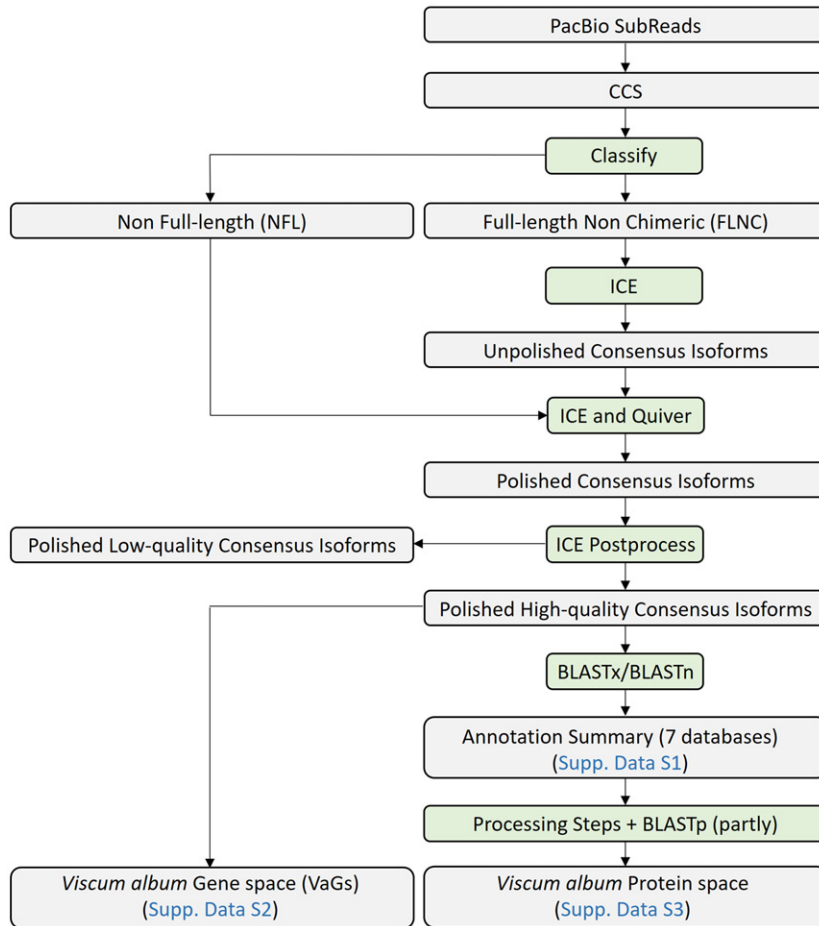 PacBio SubReads
CCS
Classify
Non Full-length (NFL)
Full-length Non Chimeric (FLNC)
ICE
Unpolished Consensus Isoforms
ICE and Quiver
Polished Consensus Isoforms
Polished Low-quality Consensus Isoforms
ICE Postprocess
Polished High-quality Consensus Isoforms
BLASTx/BLASTn
Annotation Summary (7 databases)
(Supp. Data S1)
Processing Steps + BLASTp (partly)
Viscum album Gene space (VaGs)
(Supp. Data S2)
Viscum album Protein space
(Supp. Data S3)